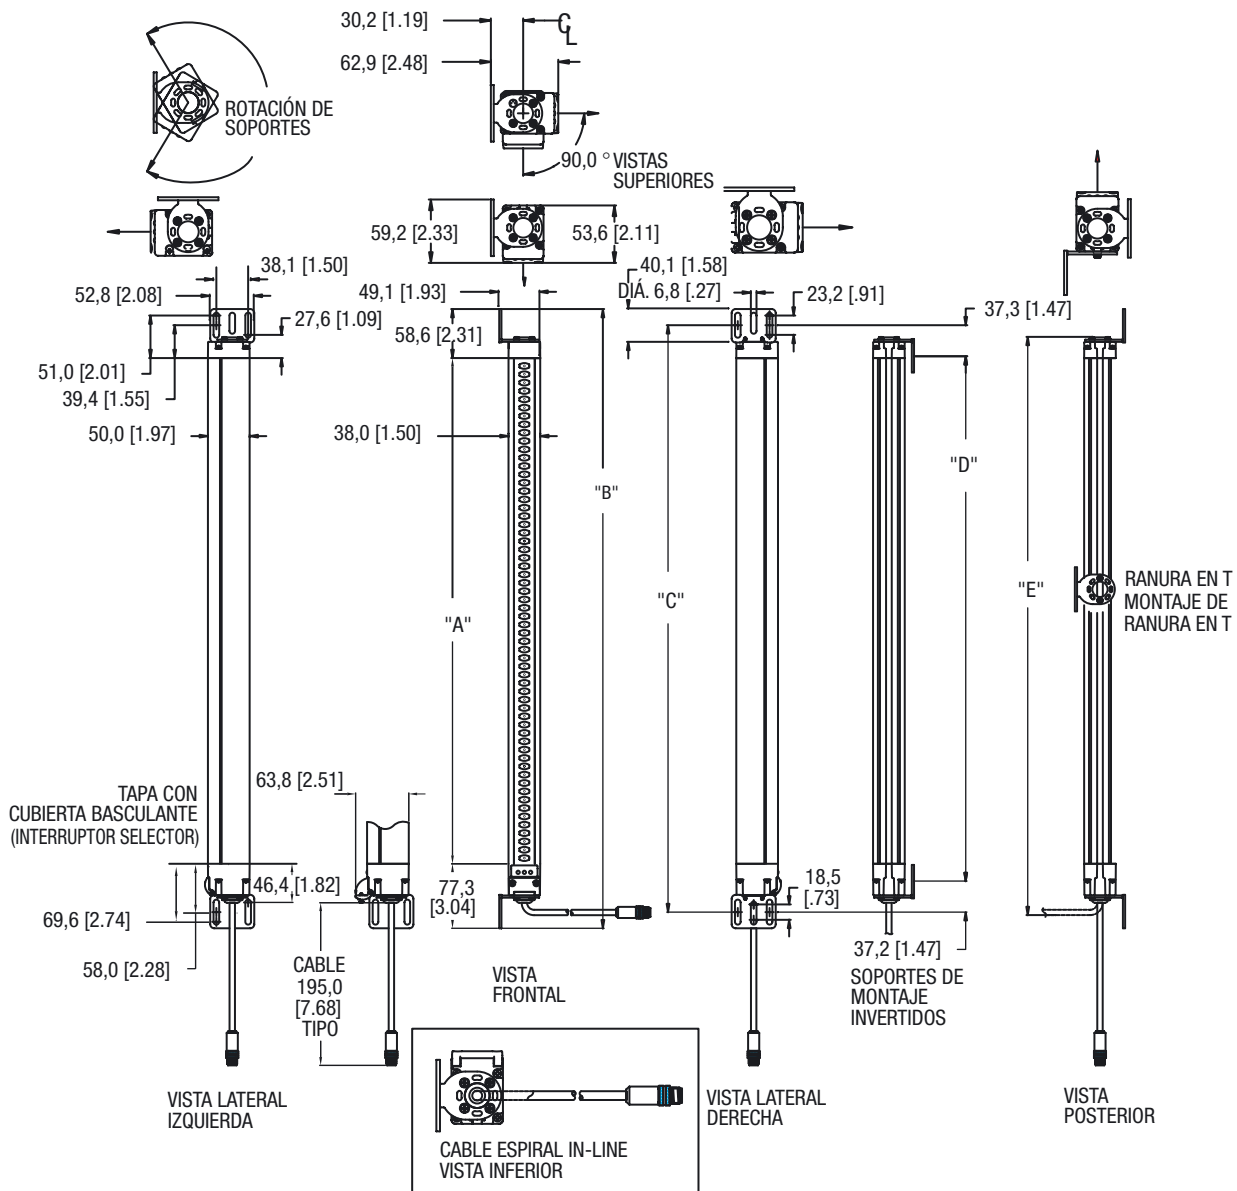 30,2 [1.19]
CL
62,9 [2.48]
ROTACIÓN DE
SOPORTES
90,0 ° VISTAS
SUPERIORES
59,2 [2.33]
53,6 [2.11]
38,1 [1.50]
40,1 [1.58]
52,8 [2.08]
49,1 [1.93]
DIÁ. 6,8 [.27]
23,2 [.91]
37,3 [1.47]
27,6 [1.09]
58,6 [2.31]
51,0 [2.01]
39,4 [1.55]
50,0 [1.97]
38,0 [1.50]
"D"
"B"
"E"
RANURA EN T
MONTAJE DE
RANURA EN T
"C"
"A"
63,8 [2.51]
TAPA CON
CUBIERTA BASCULANTE
(INTERRUPTOR SELECTOR)
46,4 [1.82]
77,3
[3.04]
18,5
[.73]
69,6 [2.74]
58,0 [2.28]
37,2 [1.47]
CABLE
195,0
[7.68]
TIPO
VISTA
FRONTAL
SOPORTES DE
MONTAJE
INVERTIDOS
VISTA LATERAL
IZQUIERDA
VISTA LATERAL
DERECHA
VISTA
POSTERIOR
CABLE ESPIRAL IN-LINE
VISTA INFERIOR